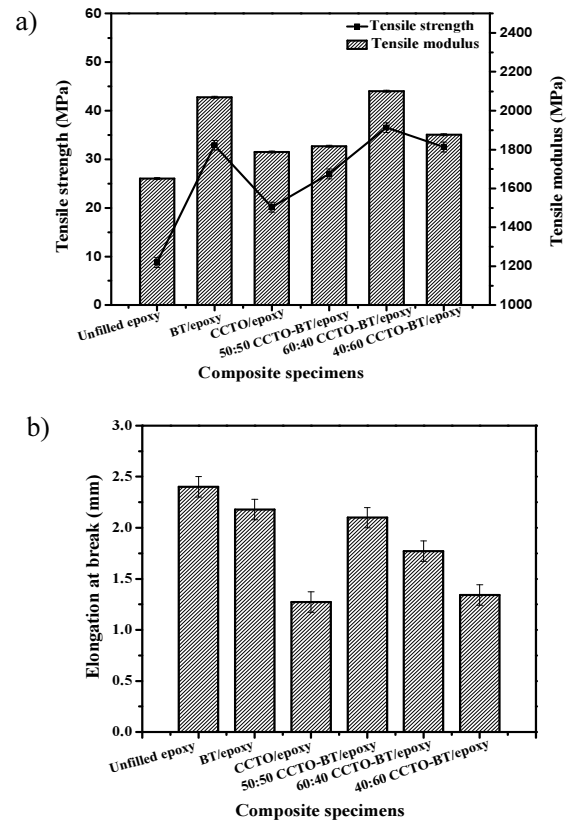 a)
Tensile strength
Tensile modulus
Tensile strength (MPa)
60
50
40
30
20
10
0
Tensile modulus (MPa)
2400
2200
2000
1800
1600
1400
1200
1000
Unfilled epoxy
BT/epoxy
CCTO/epoxy
50:50 CCTO-BT/epoxy
60:40 CCTO-BT/epoxy
40:60 CCTO-BT/epoxy
Composite specimens
b)
Elongation at break (mm)
3.0
2.5
2.0
1.5
1.0
0.5
0.0
Unfilled epoxy
BT/epoxy
CCTO/epoxy
50:50 CCTO-BT/epoxy
60:40 CCTO-BT/epoxy
40:60 CCTO-BT/epoxy
Composite specimens